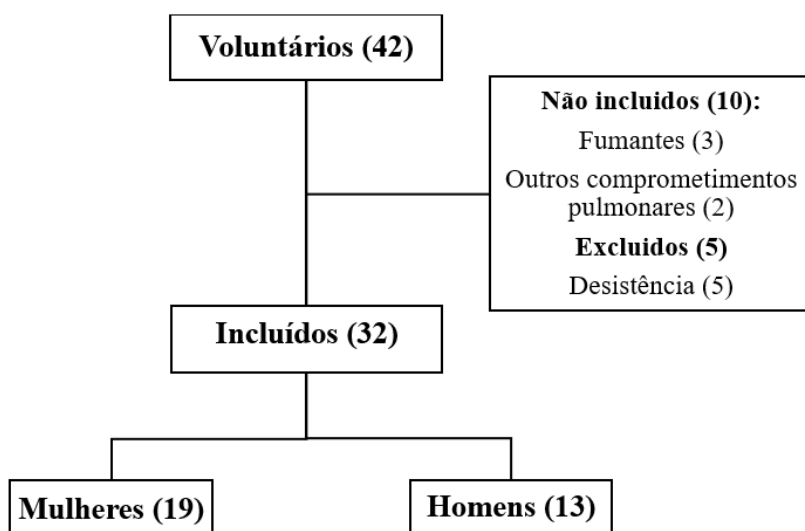 Voluntários (42)
Não incluidos (10):
Fumantes (3)
Outros comprometimentos
pulmonares (2)
Excluidos (5)
Desistência (5)
Incluídos (32)
Mulheres (19)
Homens (13)